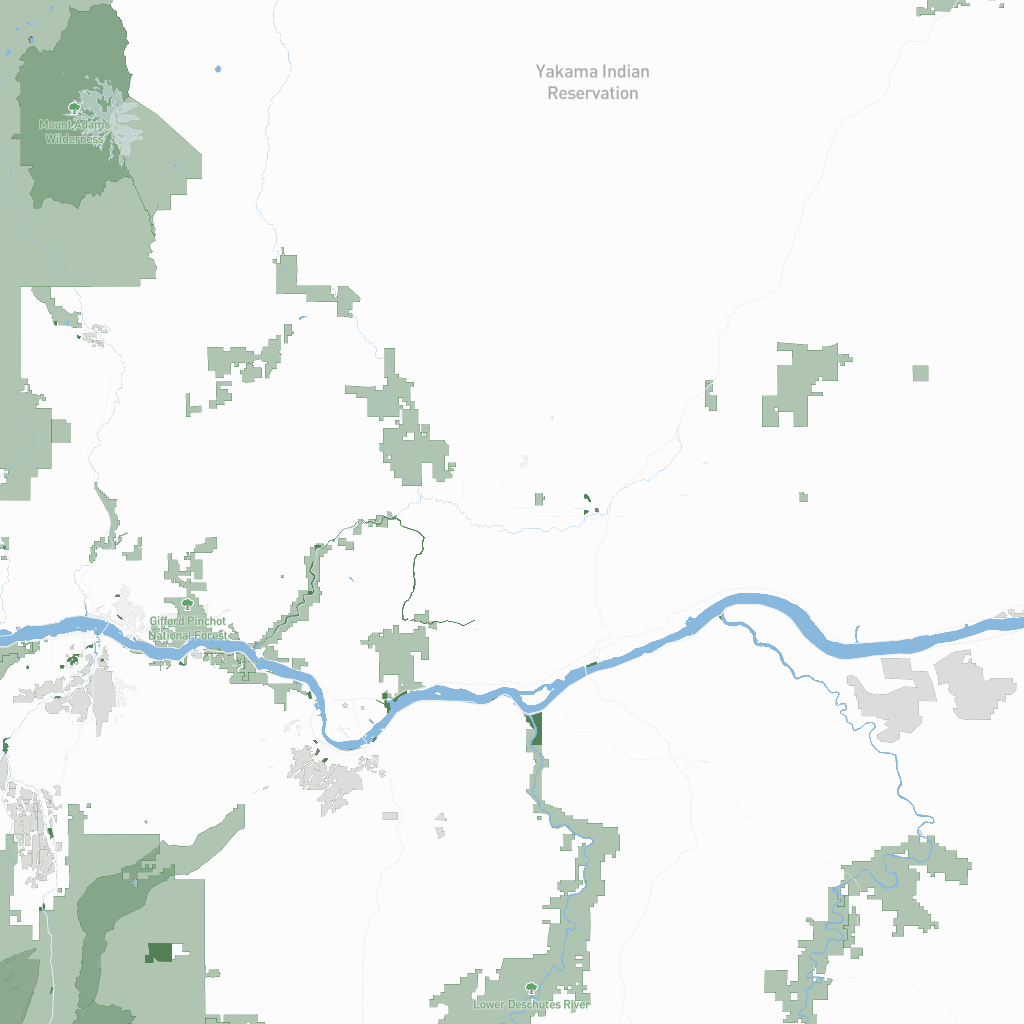 Yakama Indian
Reservation
Mount Adams
Wilderness
Gifford Pinchot
National Forest
Lower Deschutes River